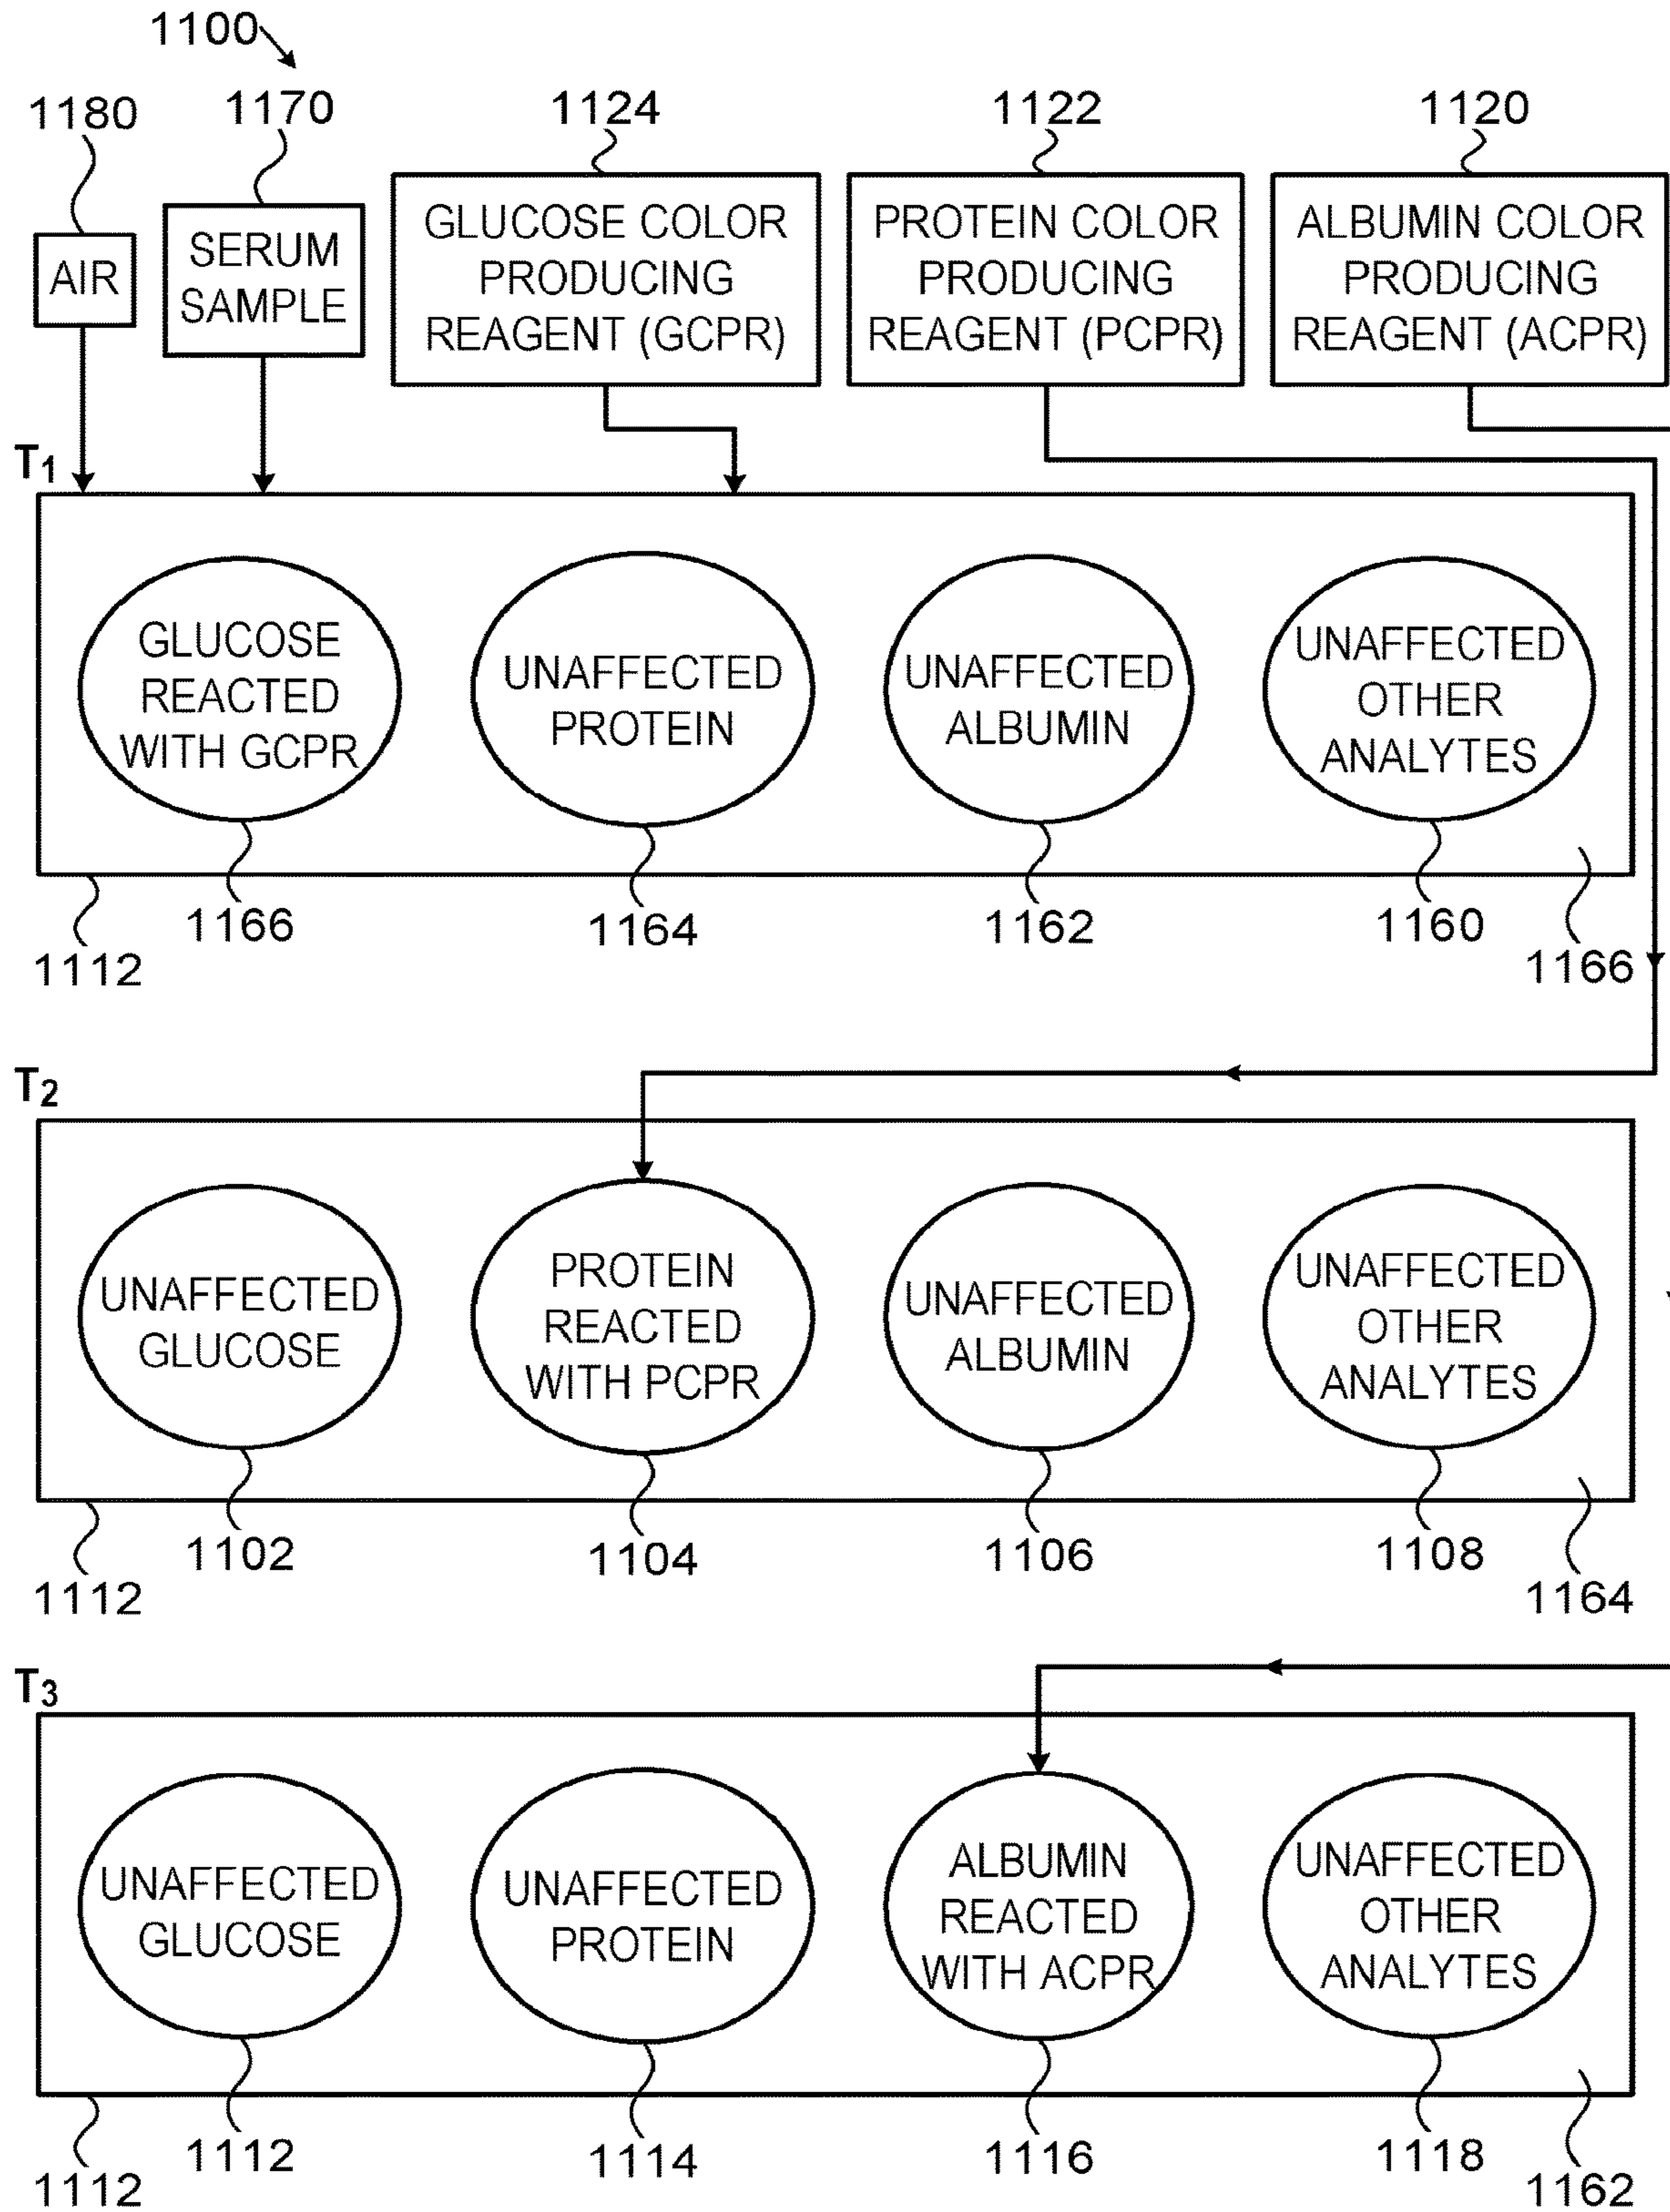 1100
1180
1170
1124
1122
1120
AIR
SERUM
SAMPLE
GLUCOSE COLOR
PRODUCING
REAGENT (GCPR)
PROTEIN COLOR
PRODUCING
REAGENT (PCPR)
ALBUMIN COLOR
PRODUCING
REAGENT (ACPR)
T1
GLUCOSE
REACTED
WITH GCPR
UNAFFECTED
PROTEIN
UNAFFECTED
ALBUMIN
UNAFFECTED
OTHER
ANALYTES
1112
1166
1164
1162
1160
1166
T2
UNAFFECTED
GLUCOSE
PROTEIN
REACTED
WITH PCPR
UNAFFECTED
ALBUMIN
UNAFFECTED
OTHER
ANALYTES
1112
1102
1104
1106
1108
1164
T3
UNAFFECTED
GLUCOSE
UNAFFECTED
PROTEIN
ALBUMIN
REACTED
WITH ACPR
UNAFFECTED
OTHER
ANALYTES
1112
1112
1114
1116
1118
1162